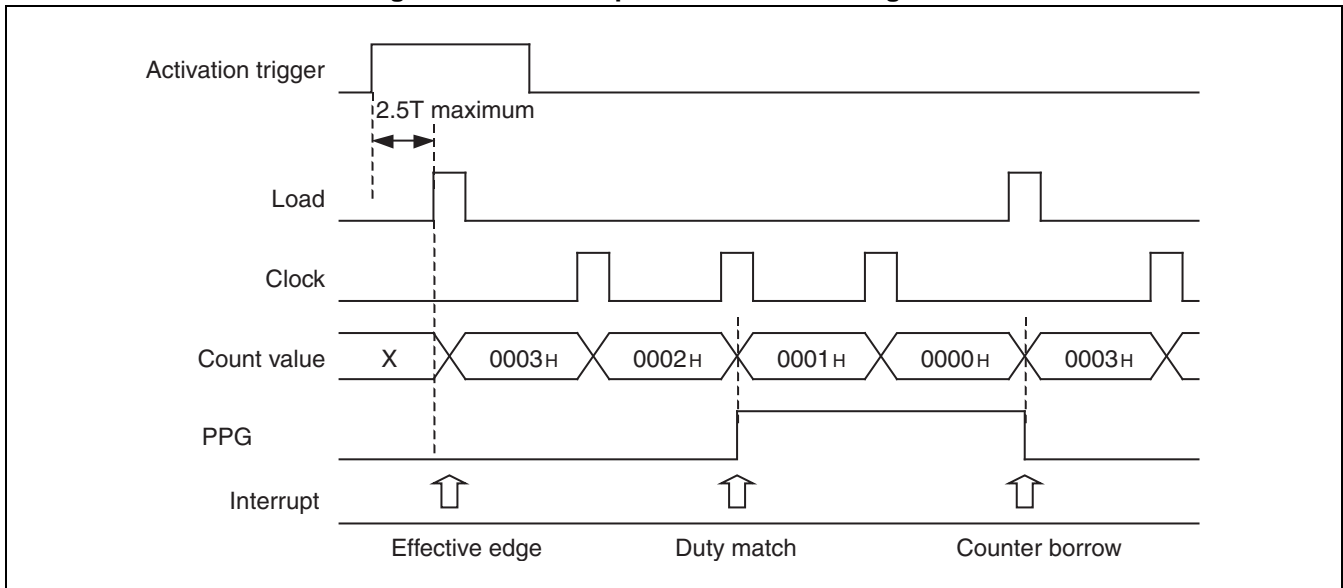 Activation trigger
2.5T maximum
Load
Clock
Count value X 0003H 0002H 0001H 0000H 0003H
PPG
Interrupt
Effective edge Duty match Counter borrow